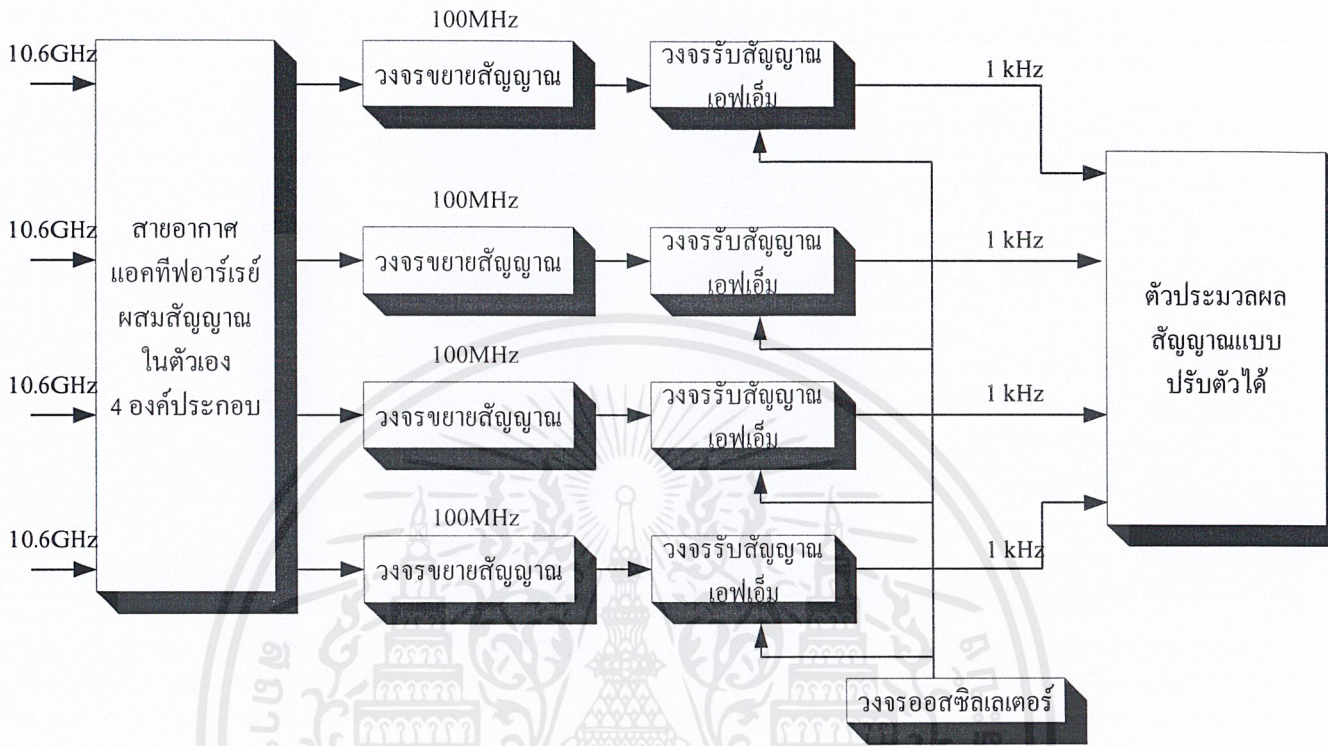 100MHz
10.6GHz
วงจรขยายสัญญาณ
วงจรรับสัญญาณ
เอฟเอ็ม
1 kHz
100MHz
10.6GHz
วงจรขยายสัญญาณ
วงจรรับสัญญาณ
เอฟเอ็ม
1 kHz
สายอากาศ
แอคทีฟอาร์เรย์
ผสมสัญญาณ
ในตัวเอง
4 องค์ประกอบ
ตัวประมวลผล
สัญญาณแบบ
ปรับตัวได้
100MHz
10.6GHz
วงจรขยายสัญญาณ
วงจรรับสัญญาณ
เอฟเอ็ม
1 kHz
100MHz
10.6GHz
วงจรขยายสัญญาณ
วงจรรับสัญญาณ
เอฟเอ็ม
1 kHz
วงจรออสซิลเลเตอร์